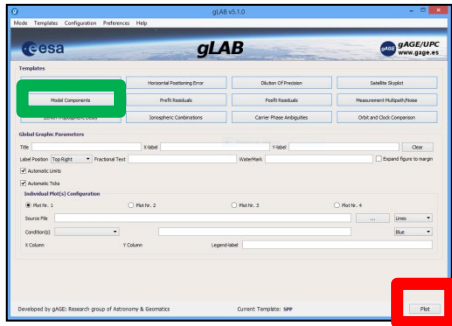 gLAB v5.1.0
Mode Templates Configuration Preferences Help
esa
gLAB
gAGE
gAGE/UPC
www.gage.es
Templates
Horizontal Positioning Error
Dilution Of Precision
Satellite Skyplot
Model Components
Prefit Residuals
Postfit Residuals
Measurement Multipath/Noise
Ionospheric Combinations
Carrier Phase Ambiguities
Orbit and Clock Comparison
Global Graphic Parameters
Title
X-label
Y-label
Clear
Label Position Top Right Fractional Text
WaterMark
Expand figure to margin
Automatic Limits
Automatic Ticks
Individual Plot(s) Configuration
Plot Nr. 1
Plot Nr. 2
Plot Nr. 3
Plot Nr. 4
Source File
...
Lines
Condition(s)
Blue
X Column
Y Column
Legend-label
Developed by gAGE: Research group of Astronomy & Geomatics
Current Template: SPP
Plot